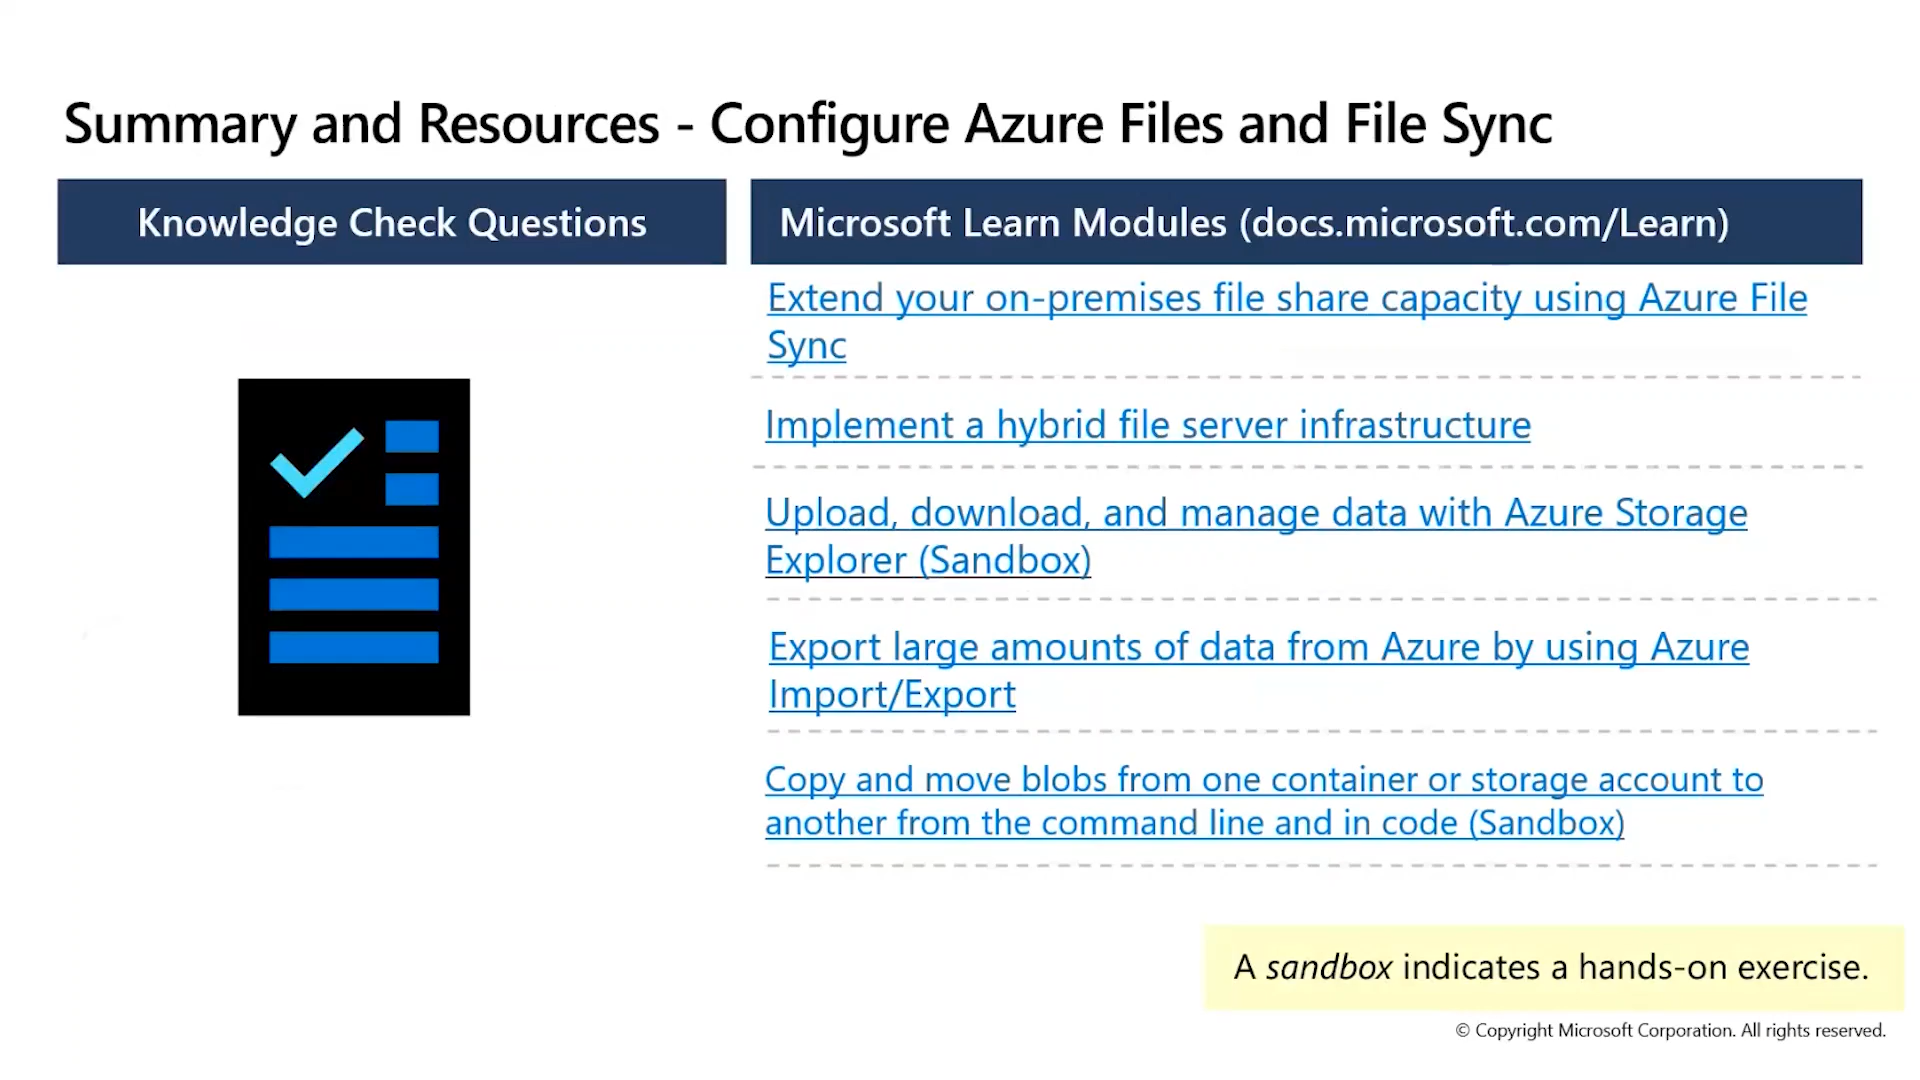 Summary and Resources - Configure Azure Files and File Sync
Knowledge Check Questions
Microsoft Learn Modules (docs.microsoft.com/Learn)
Extend your on-premises file share capacity using Azure File
Sync
Implement a hybrid file server infrastructure
Upload, download, and manage data with Azure Storage
Explorer (Sandbox)
Export large amounts of data from Azure by using Azure
Import/Export
Copy and move blobs from one container or storage account to
another from the command line and in code (Sandbox)
A sandbox indicates a hands-on exercise.
© Copyright Microsoft Corporation. All rights reserved.